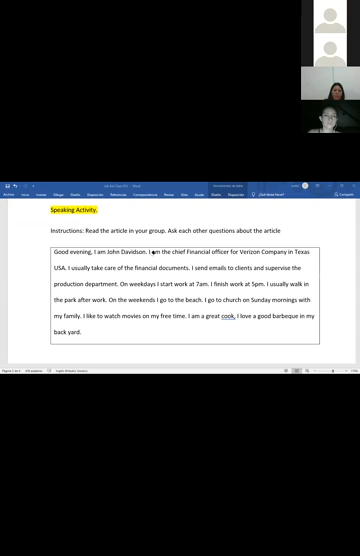 Archivo Inicio Insertar Dibujar Diseño Disposición Referencias Correspondencia Revisar Vista Ayuda Diseño Disposición Compartir
Speaking Activity.
Instructions: Read the article in your group. Ask each other questions about the article
Good evening, I am John Davidson. I am the chief Financial officer for Verizon Company in Texas
USA. I usually take care of the financial documents. I send emails to clients and supervise the
production department. On weekdays I start work at 7am. I finish work at 5pm. I usually walk in
the park after work. On the weekends I go to the beach. I go to church on Sunday mornings with
my family. I like to watch movies on my free time. I am a great cook, I love a good barbeque in my
back yard.